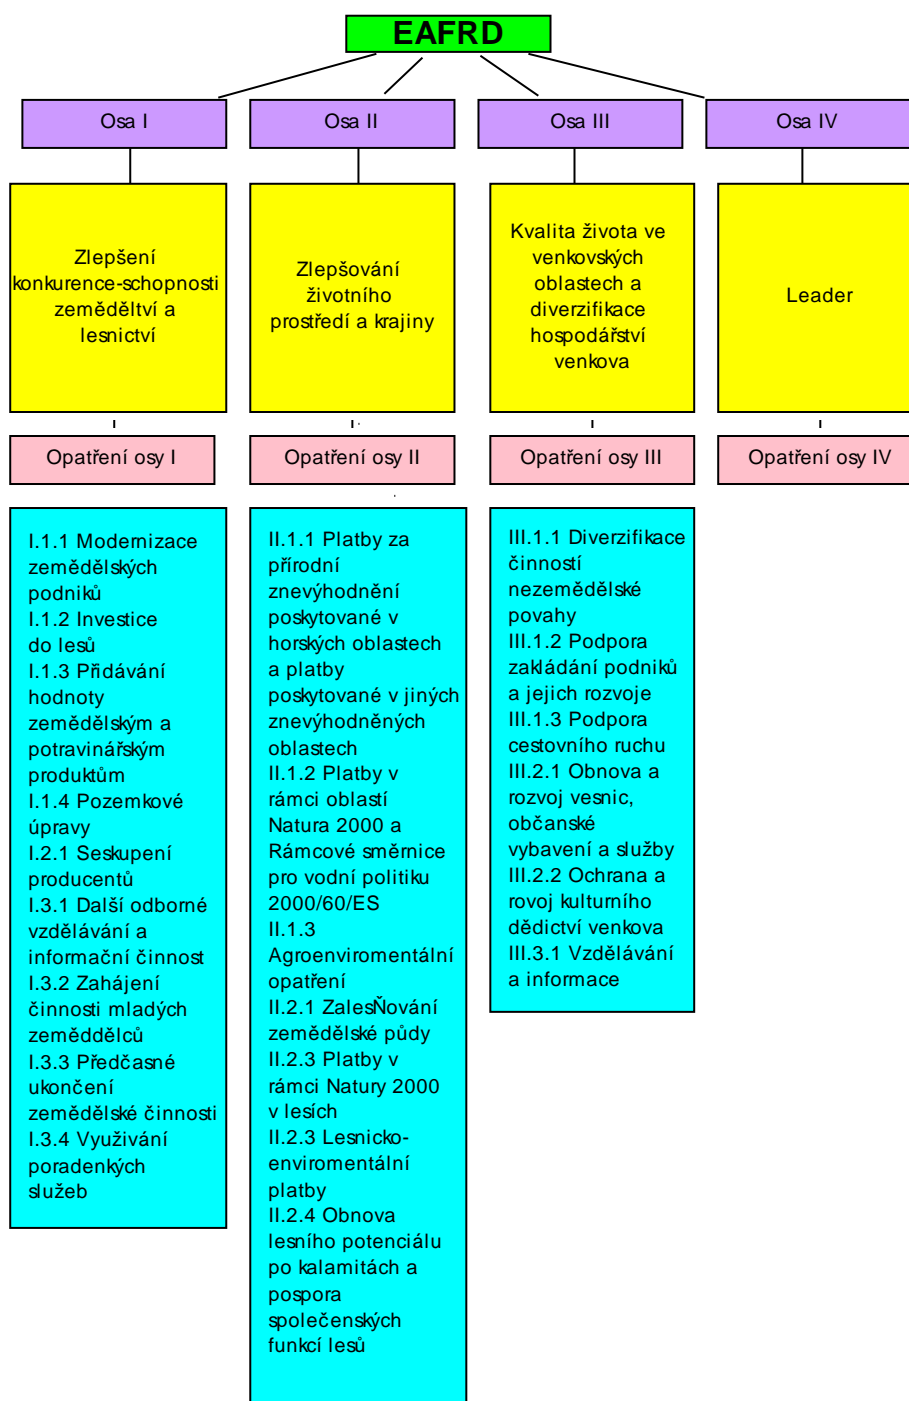 EAFRD
Osa I
Osa II
Osa III
Osa IV
Zlepšení
konkurence-schopnosti
zeměděltví a
lesnictví
Zlepšování
životního
prostředí a krajiny
Kvalita života ve
venkovských
oblastech a
diverzifikace
hospodářství
venkova
Leader
Opatření osy I
Opatření osy II
Opatření osy III
Opatření osy IV
I.1.1 Modernizace
zemědělských
podniků
I.1.2 Investice
do lesů
I.1.3 Přidávání
hodnoty
zemědělským a
potravinářským
produktům
I.1.4 Pozemkové
úpravy
I.2.1 Seskupení
producentů
I.3.1 Další odborné
vzdělávání a
informační činnost
I.3.2 Zahájení
činnosti mladých
zeměddělců
I.3.3 Předčasné
ukončení
zemědělské činnosti
I.3.4 Využivání
poradenkých
služeb
II.1.1 Platby za
přírodní
znevýhodnění
poskytované v
horských oblastech
a platby
poskytované v jiných
znevýhodněných
oblastech
II.1.2 Platby v
rámci oblastí
Natura 2000 a
Rámcové směrnice
pro vodní politiku
2000/60/ES
II.1.3
Agroenviromentální
opatření
II.2.1 ZalesŇování
zemědělské půdy
II.2.3 Platby v
rámci Natury 2000
v lesích
II.2.3 Lesnicko-
enviromentální
platby
II.2.4 Obnova
lesního potenciálu
po kalamitách a
pospora
společenských
funkcí lesů
III.1.1 Diverzifikace
činností
nezemědělské
povahy
III.1.2 Podpora
zakládání podniků
a jejich rozvoje
III.1.3 Podpora
cestovního ruchu
III.2.1 Obnova a
rozvoj vesnic,
občanské
vybavení a služby
III.2.2 Ochrana a
rovoj kulturního
dědictví venkova
III.3.1 Vzdělávání
a informace